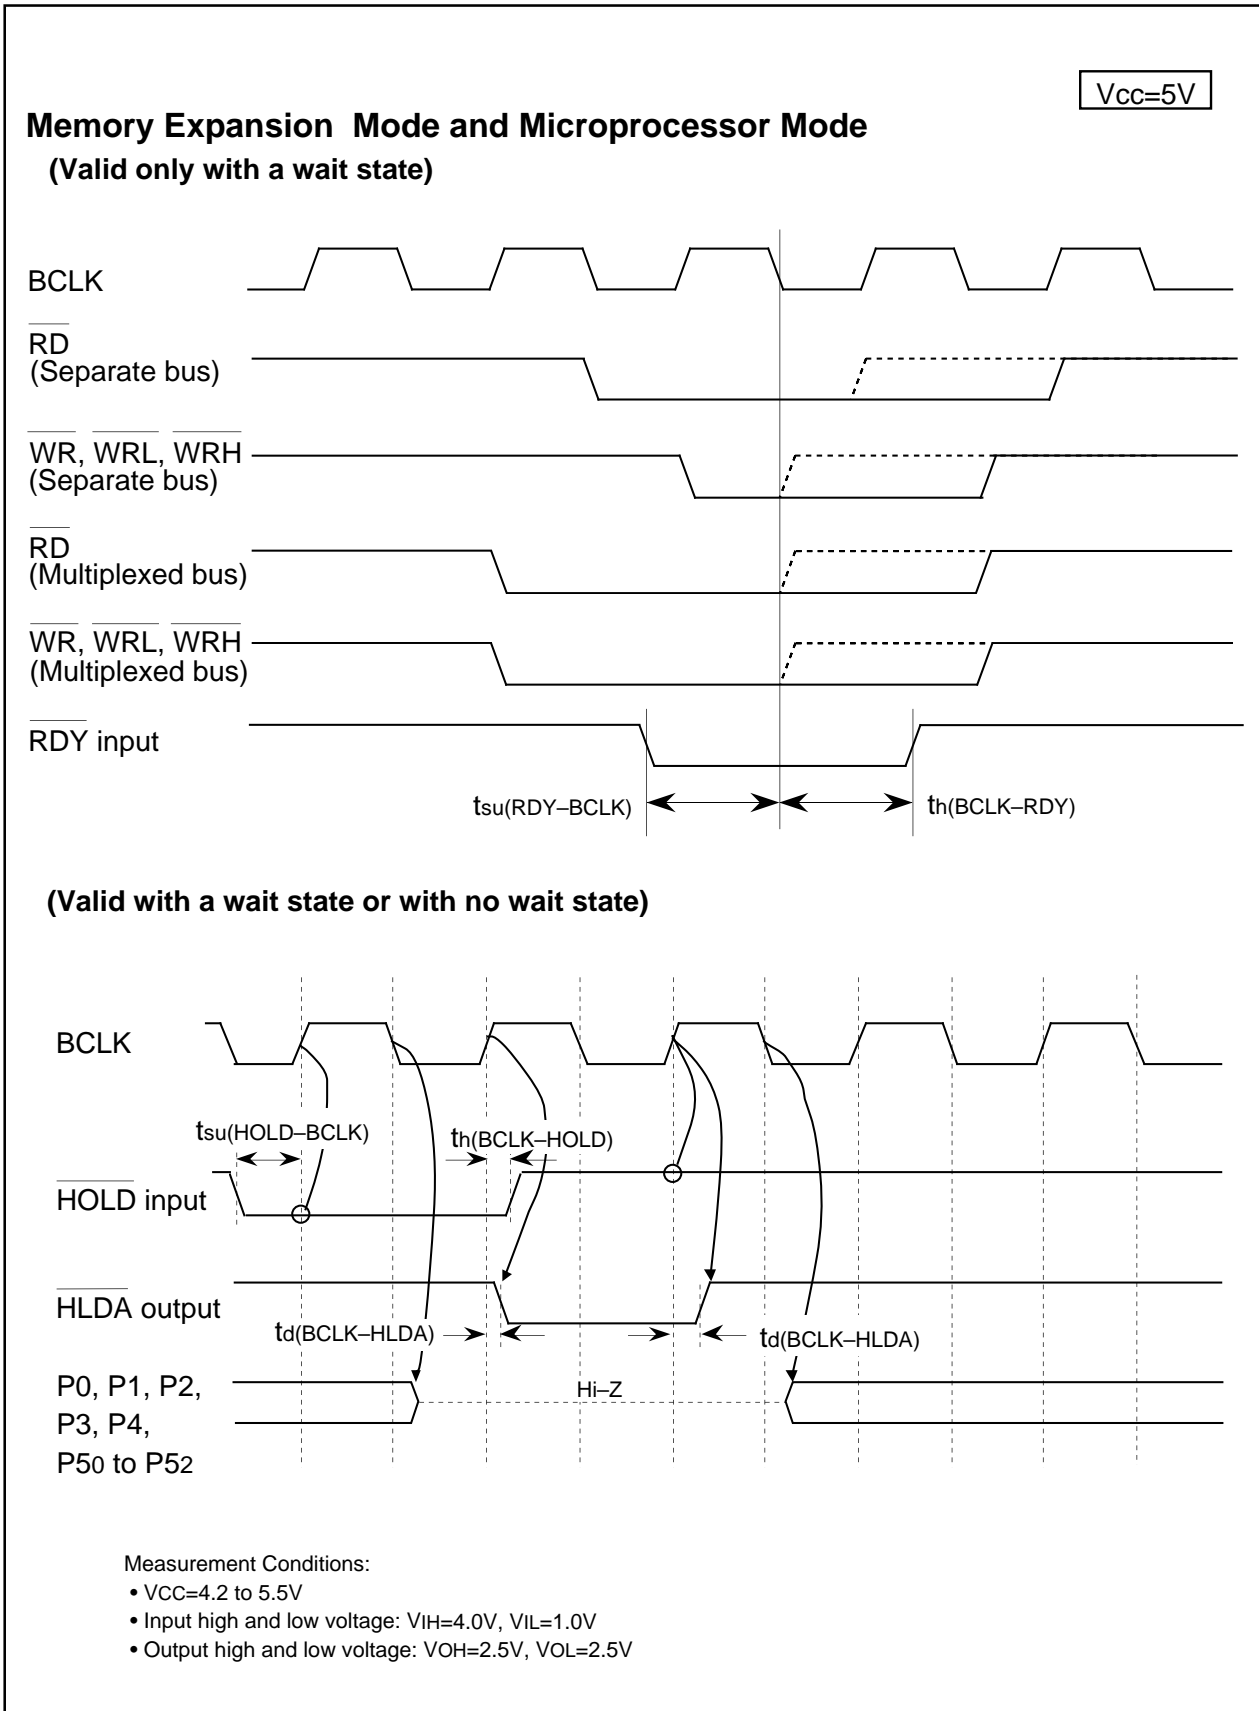 Vcc=5V
Memory Expansion Mode and Microprocessor Mode
(Valid only with a wait state)
BCLK
RD
(Separate bus)
WR, WRL, WRH
(Separate bus)
RD
(Multiplexed bus)
WR, WRL, WRH
(Multiplexed bus)
RDY input
tsu(RDY–BCLK)
th(BCLK–RDY)
(Valid with a wait state or with no wait state)
BCLK
tsu(HOLD–BCLK)
th(BCLK–HOLD)
HOLD input
HLDA output
td(BCLK–HLDA)
td(BCLK–HLDA)
P0, P1, P2,
P3, P4,
P50 to P52
Hi–Z
Measurement Conditions:
• VCC=4.2 to 5.5V
• Input high and low voltage: VIH=4.0V, VIL=1.0V
• Output high and low voltage: VOH=2.5V, VOL=2.5V